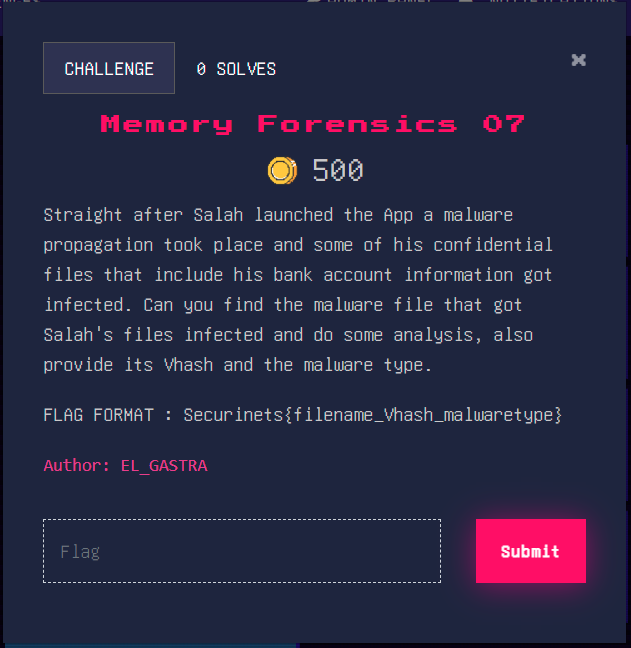 CHALLENGE 0 SOLVES ×
Memory Forensics 07
500
Straight after Salah launched the App a malware
propagation took place and some of his confidential
files that include his bank account information got
infected. Can you find the malware file that got
Salah's files infected and do some analysis, also
provide its Vhash and the malware type.
FLAG FORMAT : Securinets{filename_Vhash_malwaretype}
Author: EL_GASTRA
Flag Submit